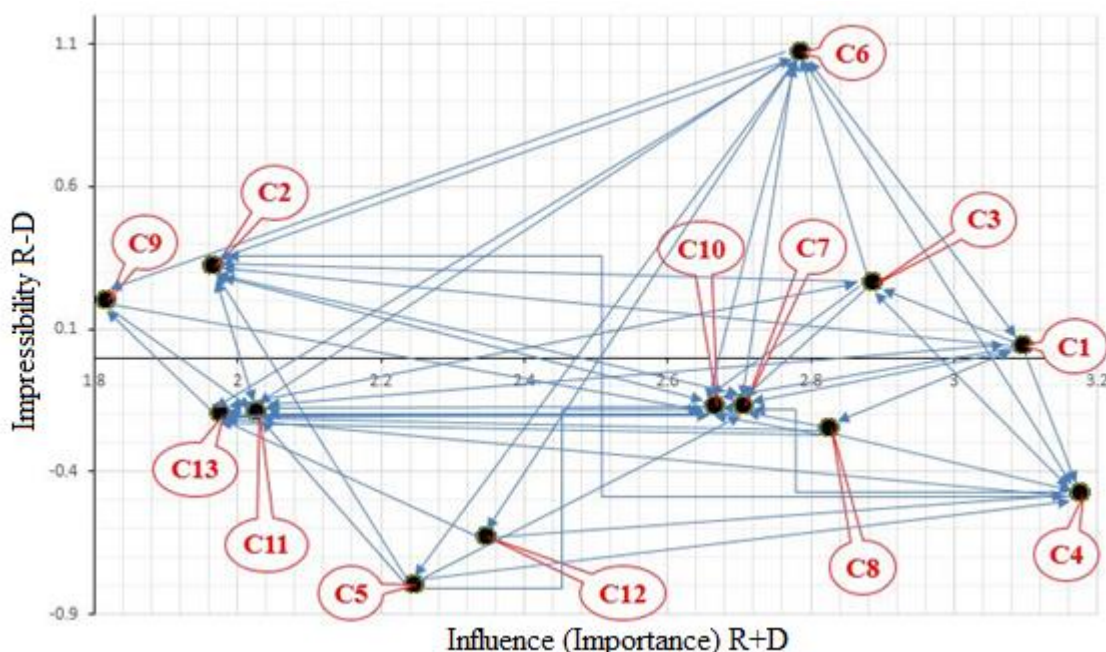 1.1
C6
0.6
C2
C9
C10
C7
C3
0.1
C1
1.8
2
2.2
2.4
2.6
2.8
3
3.2
-0.4
C13
C11
C5
C12
C8
C4
-0.9
Impressibility R-D
Influence (Importance) R+D